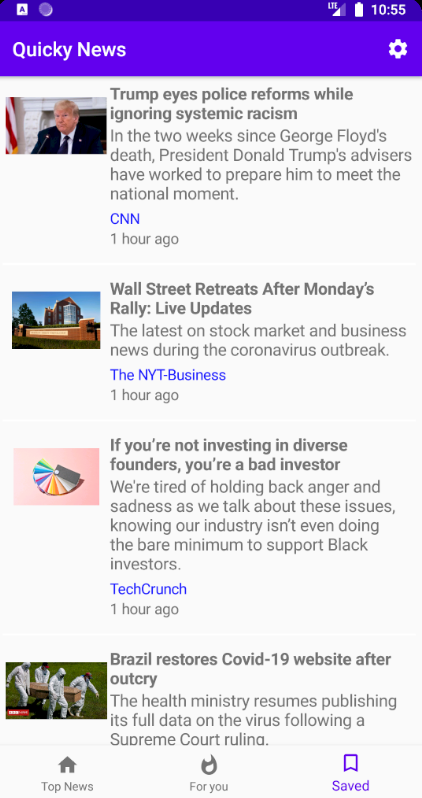 A
LTE
10:55
Quicky News
Trump eyes police reforms while
ignoring systemic racism
In the two weeks since George Floyd's
death, President Donald Trump's advisers
have worked to prepare him to meet the
national moment.
CNN
1 hour ago
Wall Street Retreats After Monday’s
Rally: Live Updates
The latest on stock market and business
news during the coronavirus outbreak.
The NYT-Business
1 hour ago
If you’re not investing in diverse
founders, you’re a bad investor
We're tired of holding back anger and
sadness as we talk about these issues,
knowing our industry isn’t even doing
the bare minimum to support Black
investors.
TechCrunch
1 hour ago
Brazil restores Covid-19 website after
outcry
The health ministry resumes publishing
its full data on the virus following a
Supreme Court ruling.
Top News
For you
Saved